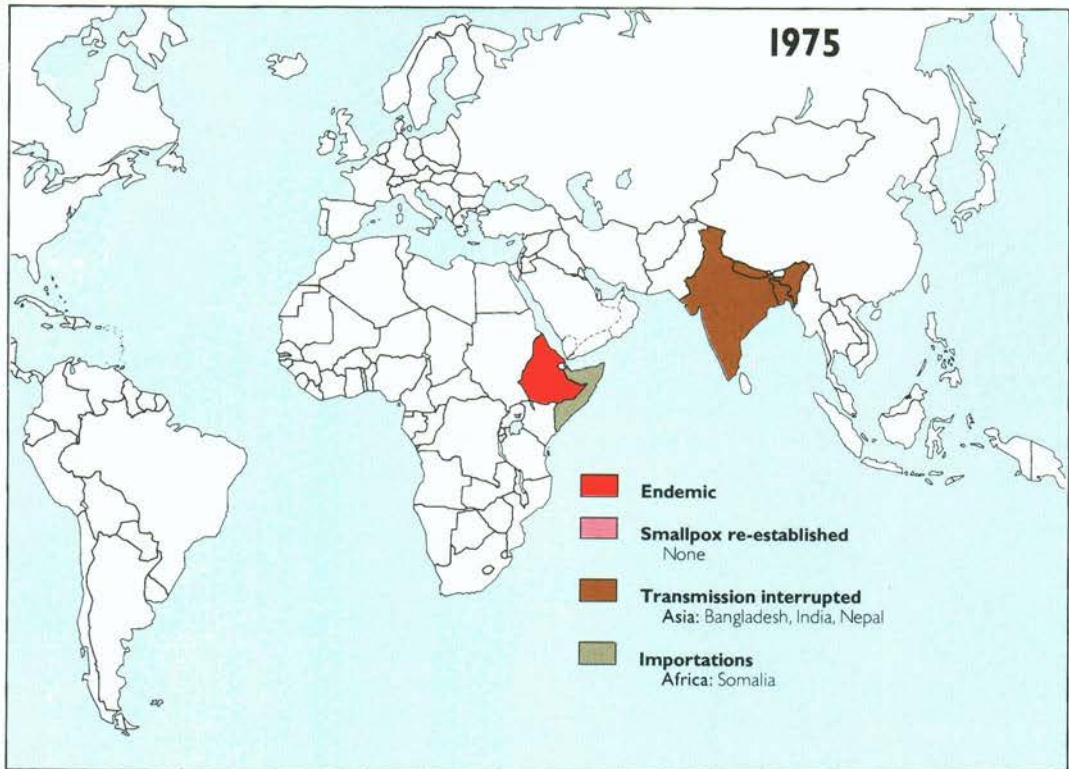 1975
Endemic
Smallpox re-established
None
Transmission interrupted
Asia: Bangladesh, India, Nepal
Importations
Africa: Somalia